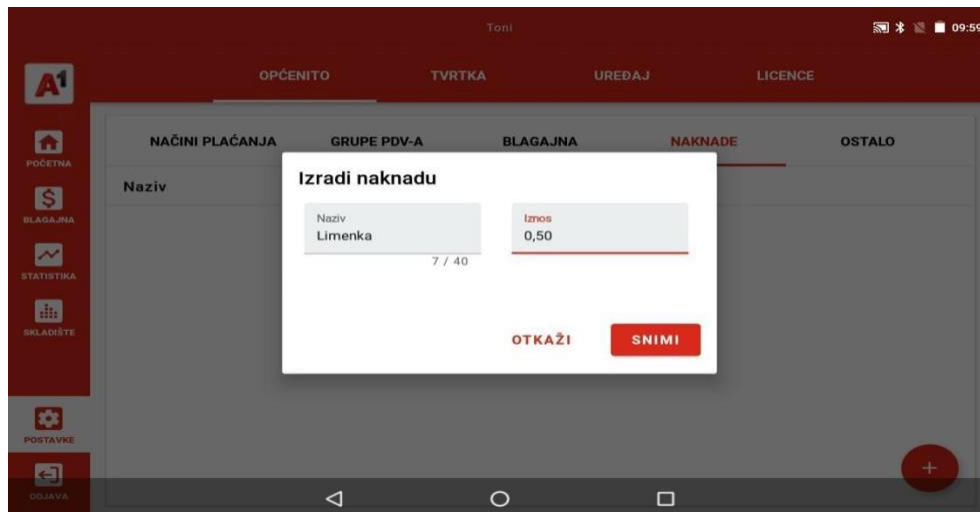 Toni
09:59
A1
OPĆENITO TVRTKA UREĐAJ LICENCE
POČETNA
BLAGAJNA
STATISTIKA
SKLADIŠTE
POSTAVKE
ODJAVA
NAČINI PLAĆANJA GRUPE PDV-A BLAGAJNA NAKNADE OSTALO
Naziv
Izradi naknadu
Naziv
Limenka
7 / 40
Iznos
0,50
OTKAŽI SNIMI